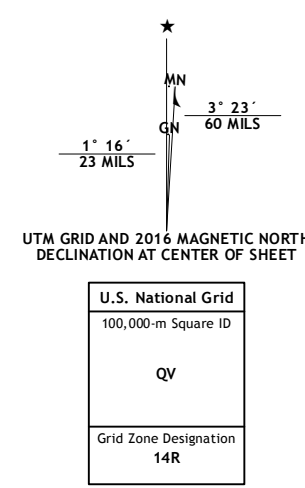 ★
MN
3° 23´
60 MILS
GN
1° 16´
23 MILS
UTM GRID AND 2016 MAGNETIC NORTH
DECLINATION AT CENTER OF SHEET
U.S. National Grid
100,000-m Square ID
QV
Grid Zone Designation
14R